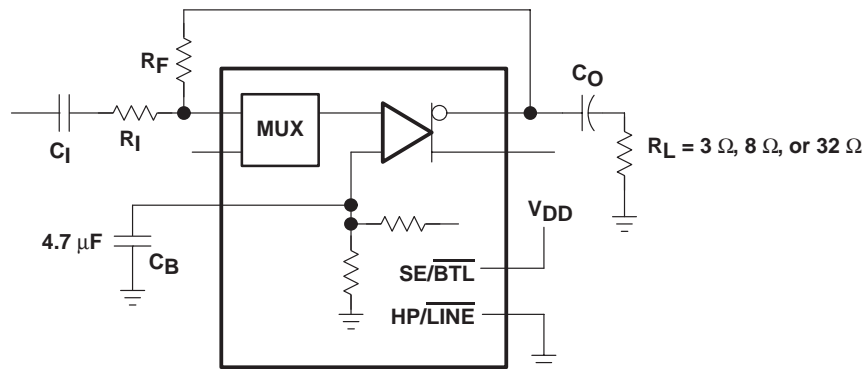 RF
CO
MUX
CI
RI
RL = 3 Ω, 8 Ω, or 32 Ω
VDD
4.7 μF
CB
SE/BTL
HP/LINE